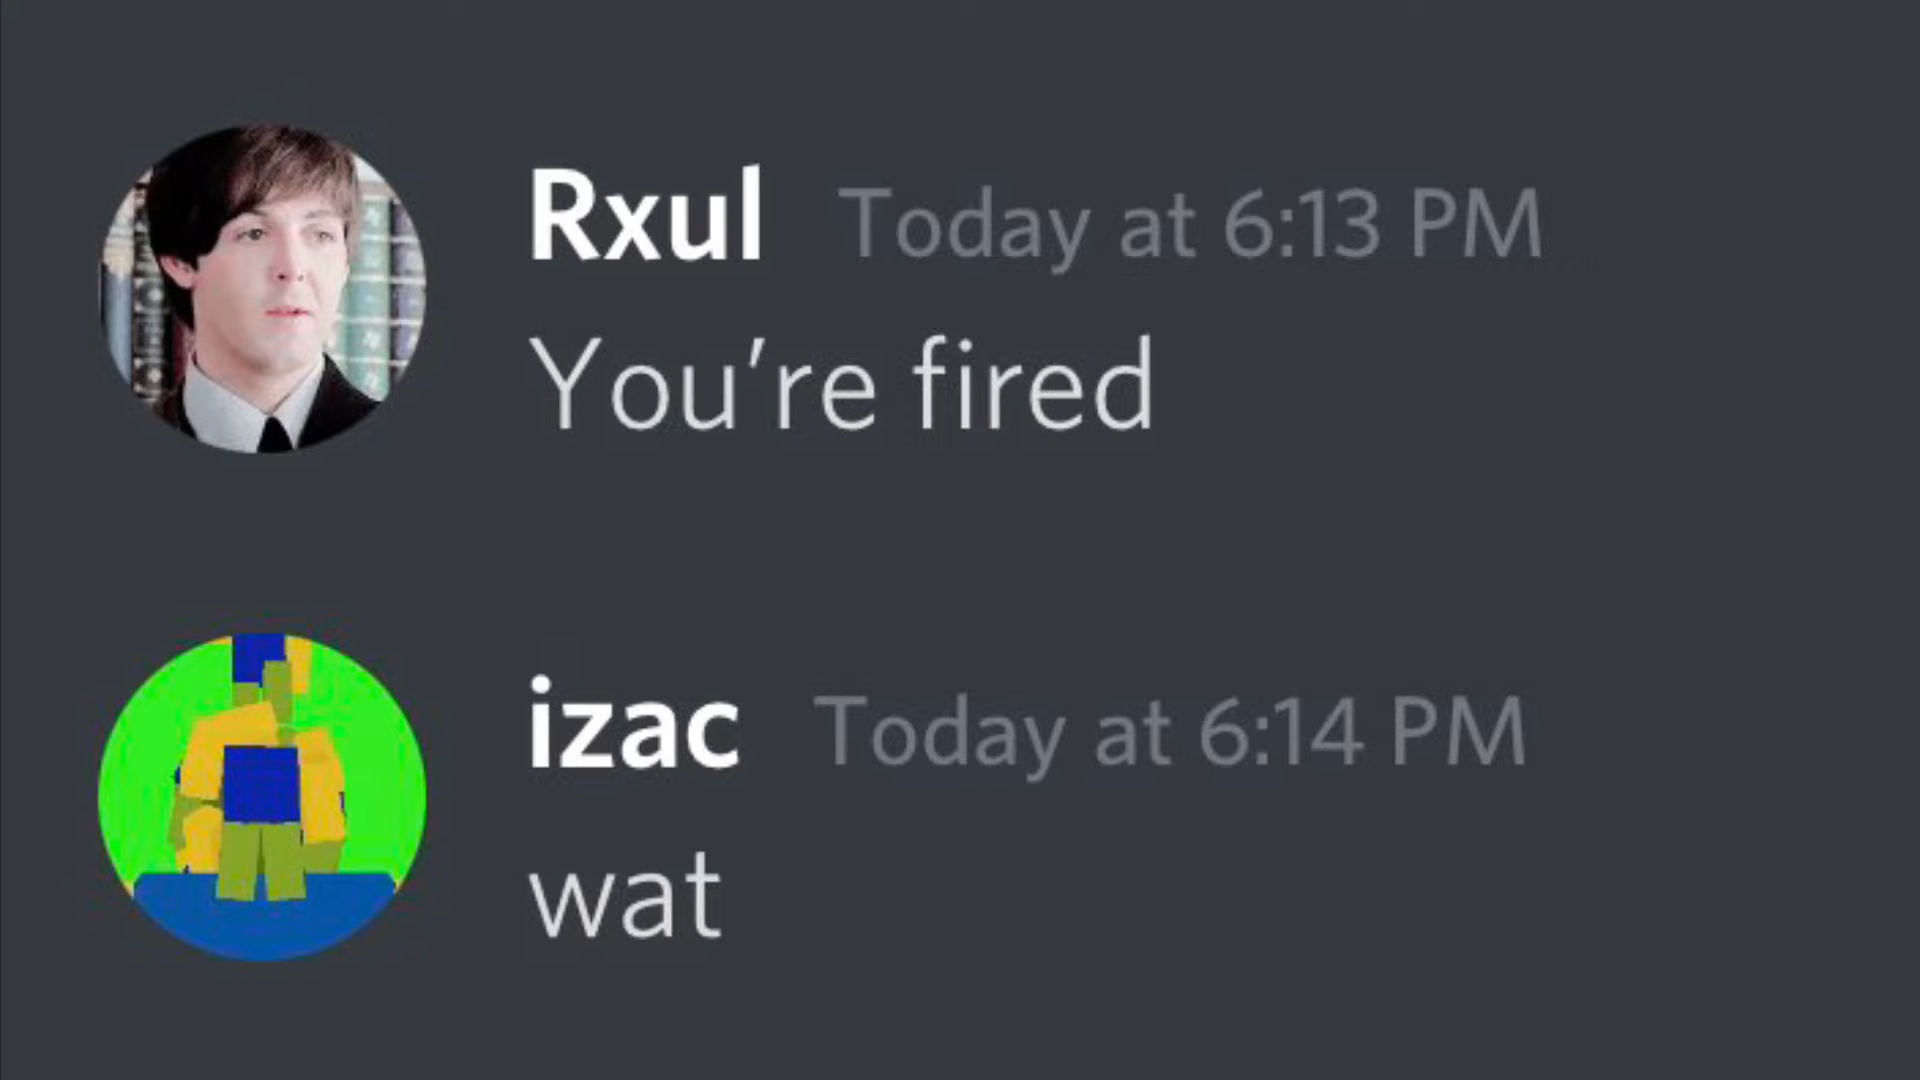 Rxul Today at 6:13 PM
You’re fired
izac Today at 6:14 PM
wat